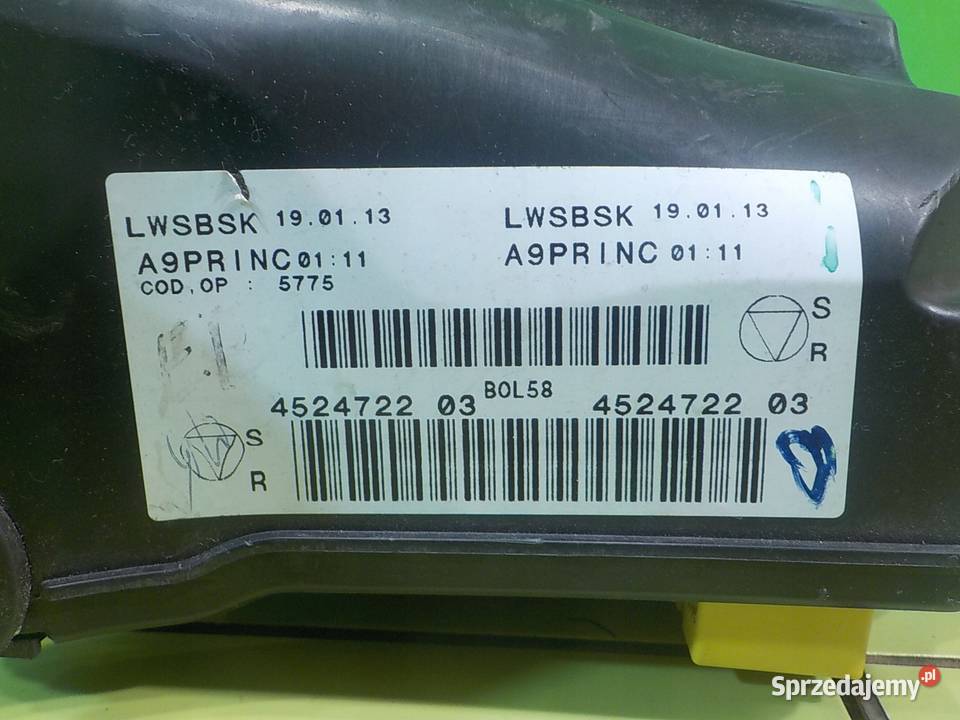 LWSBSK 19.01.13 LWSBSK 19.01.13
A9PRINC 01:11 A9PRINC 01:11
COD,OP : 5775
S
R
BOL58
4524722 03 4524722 03
S
R
Sprzedajemy.pl